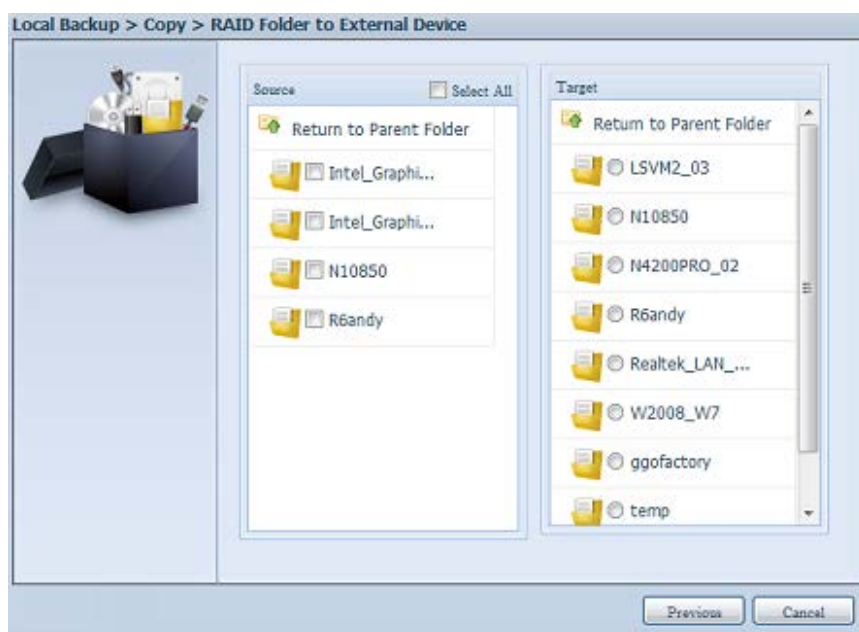 Local Backup > Copy > RAID Folder to External Device
Source
Select All
Return to Parent Folder
Intel_Graphi...
Intel_Graphi...
N10850
R6andy
Target
Return to Parent Folder
LSVM2_03
N10850
N4200PRO_02
R6andy
Realtek_LAN_...
W2008_W7
ggofactory
temp
Previous
Cancel